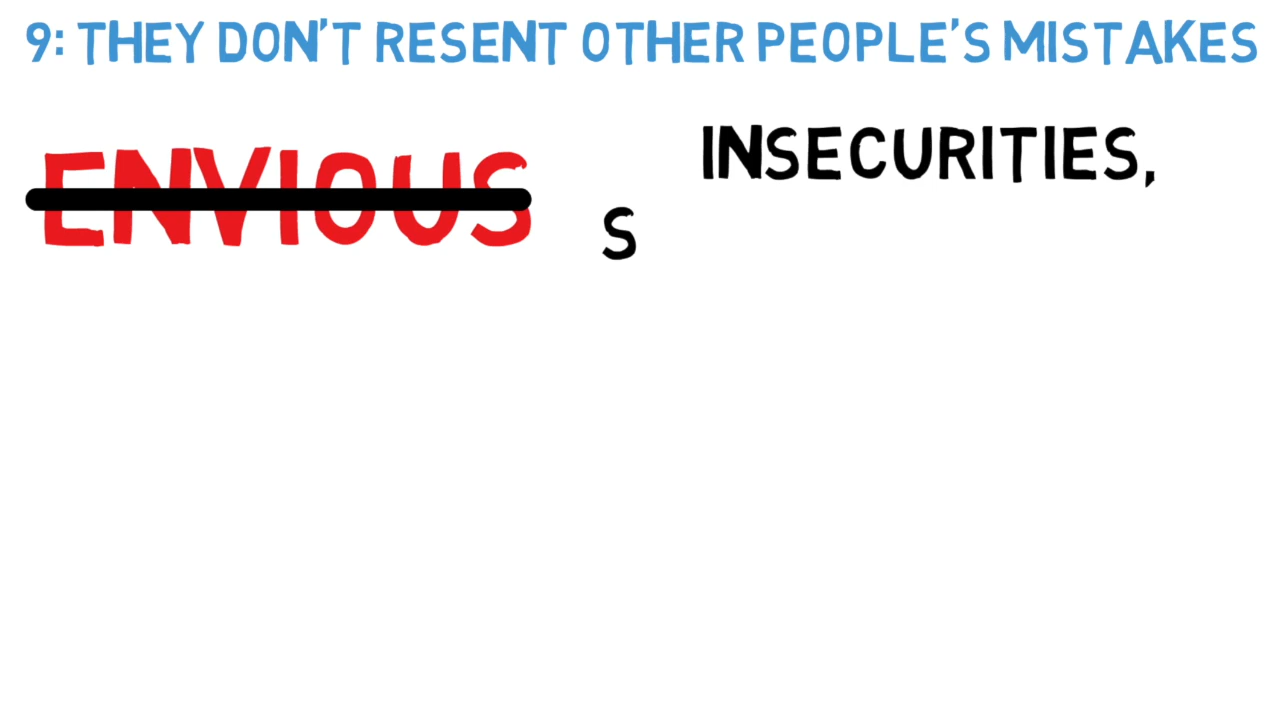 9: THEY DON'T RESENT OTHER PEOPLE'S MISTAKES
ENVIOUS
INSECURITIES,
S